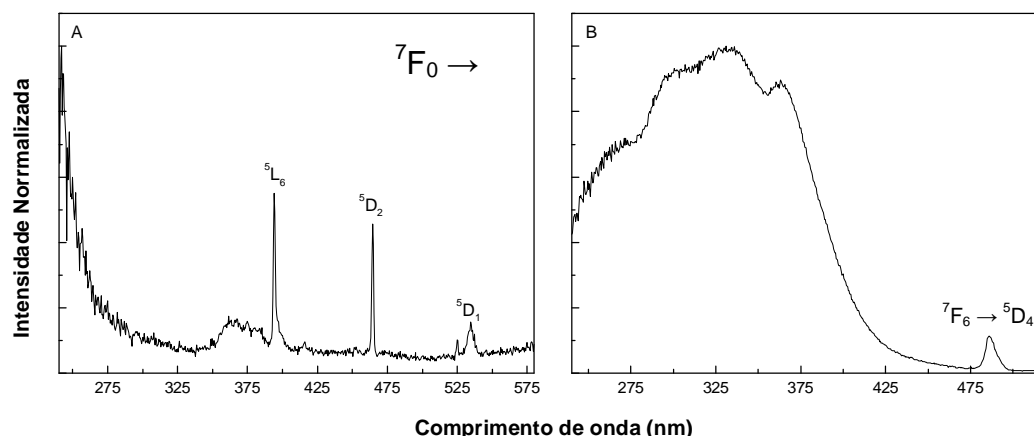 A
⁷F₀ →
⁵L₆
⁵D₂
⁵D₁
275 325 375 425 475 525 575
B
⁷F₆ → ⁵D₄
275 325 375 425 475
Intensidade Norrmalizada
Comprimento de onda (nm)